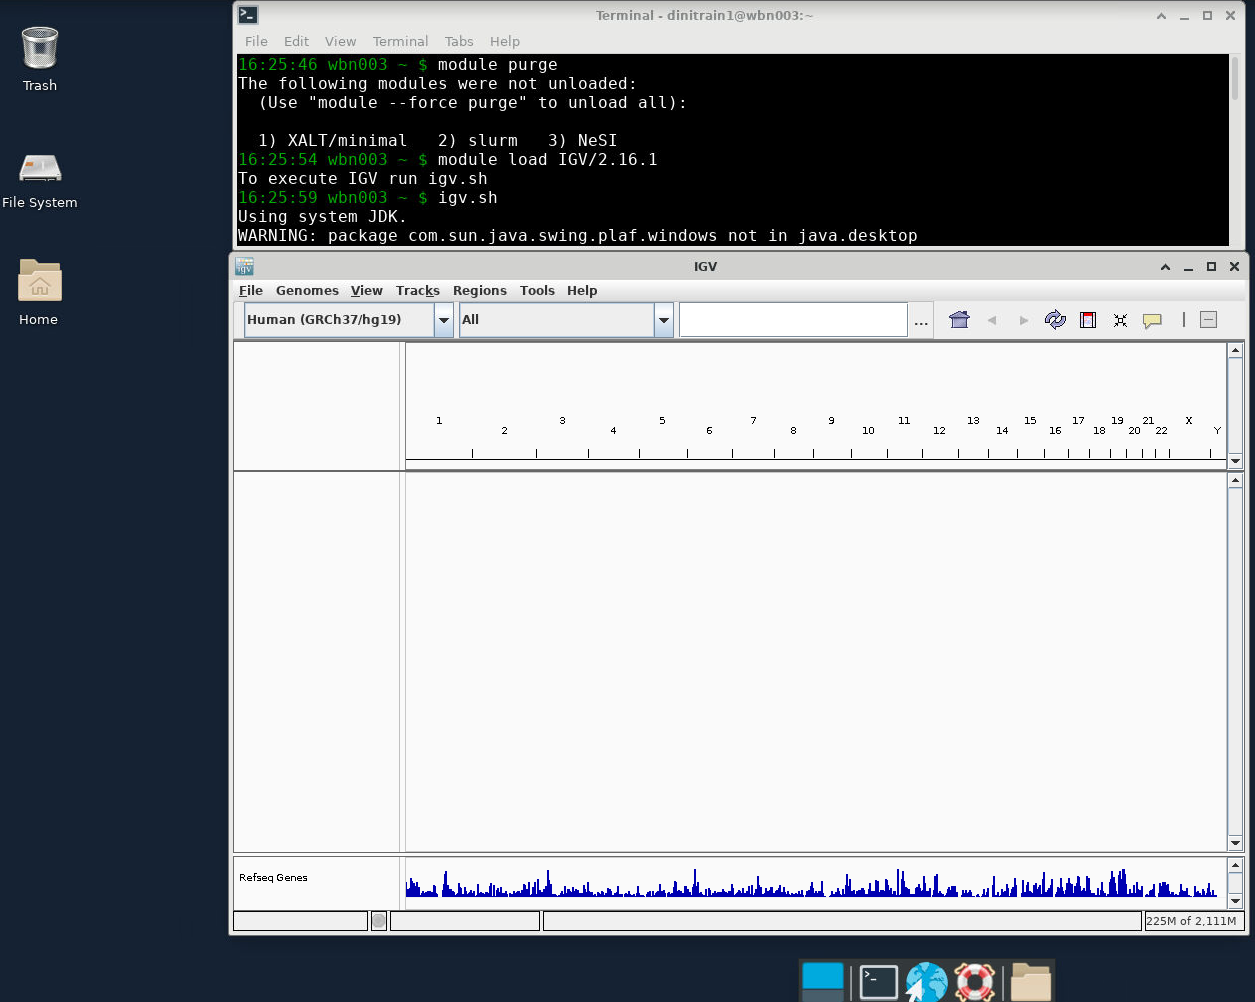 Trash
File System
Home
Terminal - dinitrain1@wbn003:~
File Edit View Terminal Tabs Help
16:25:46 wbn003 ~ $ module purge
The following modules were not unloaded:
(Use "module --force purge" to unload all):
1) XALT/minimal 2) slurm 3) NeSI
16:25:54 wbn003 ~ $ module load IGV/2.16.1
To execute IGV run igv.sh
16:25:59 wbn003 ~ $ igv.sh
Using system JDK.
WARNING: package com.sun.java.swing.plaf.windows not in java.desktop
igv
IGV
File Genomes View Tracks Regions Tools Help
Human (GRCh37/hg19) All ...
1 3 5 7 9 11 13 15 17 19 21 X
2 4 6 8 10 12 14 16 18 20 22 Y
Refseq Genes
225M of 2,111M